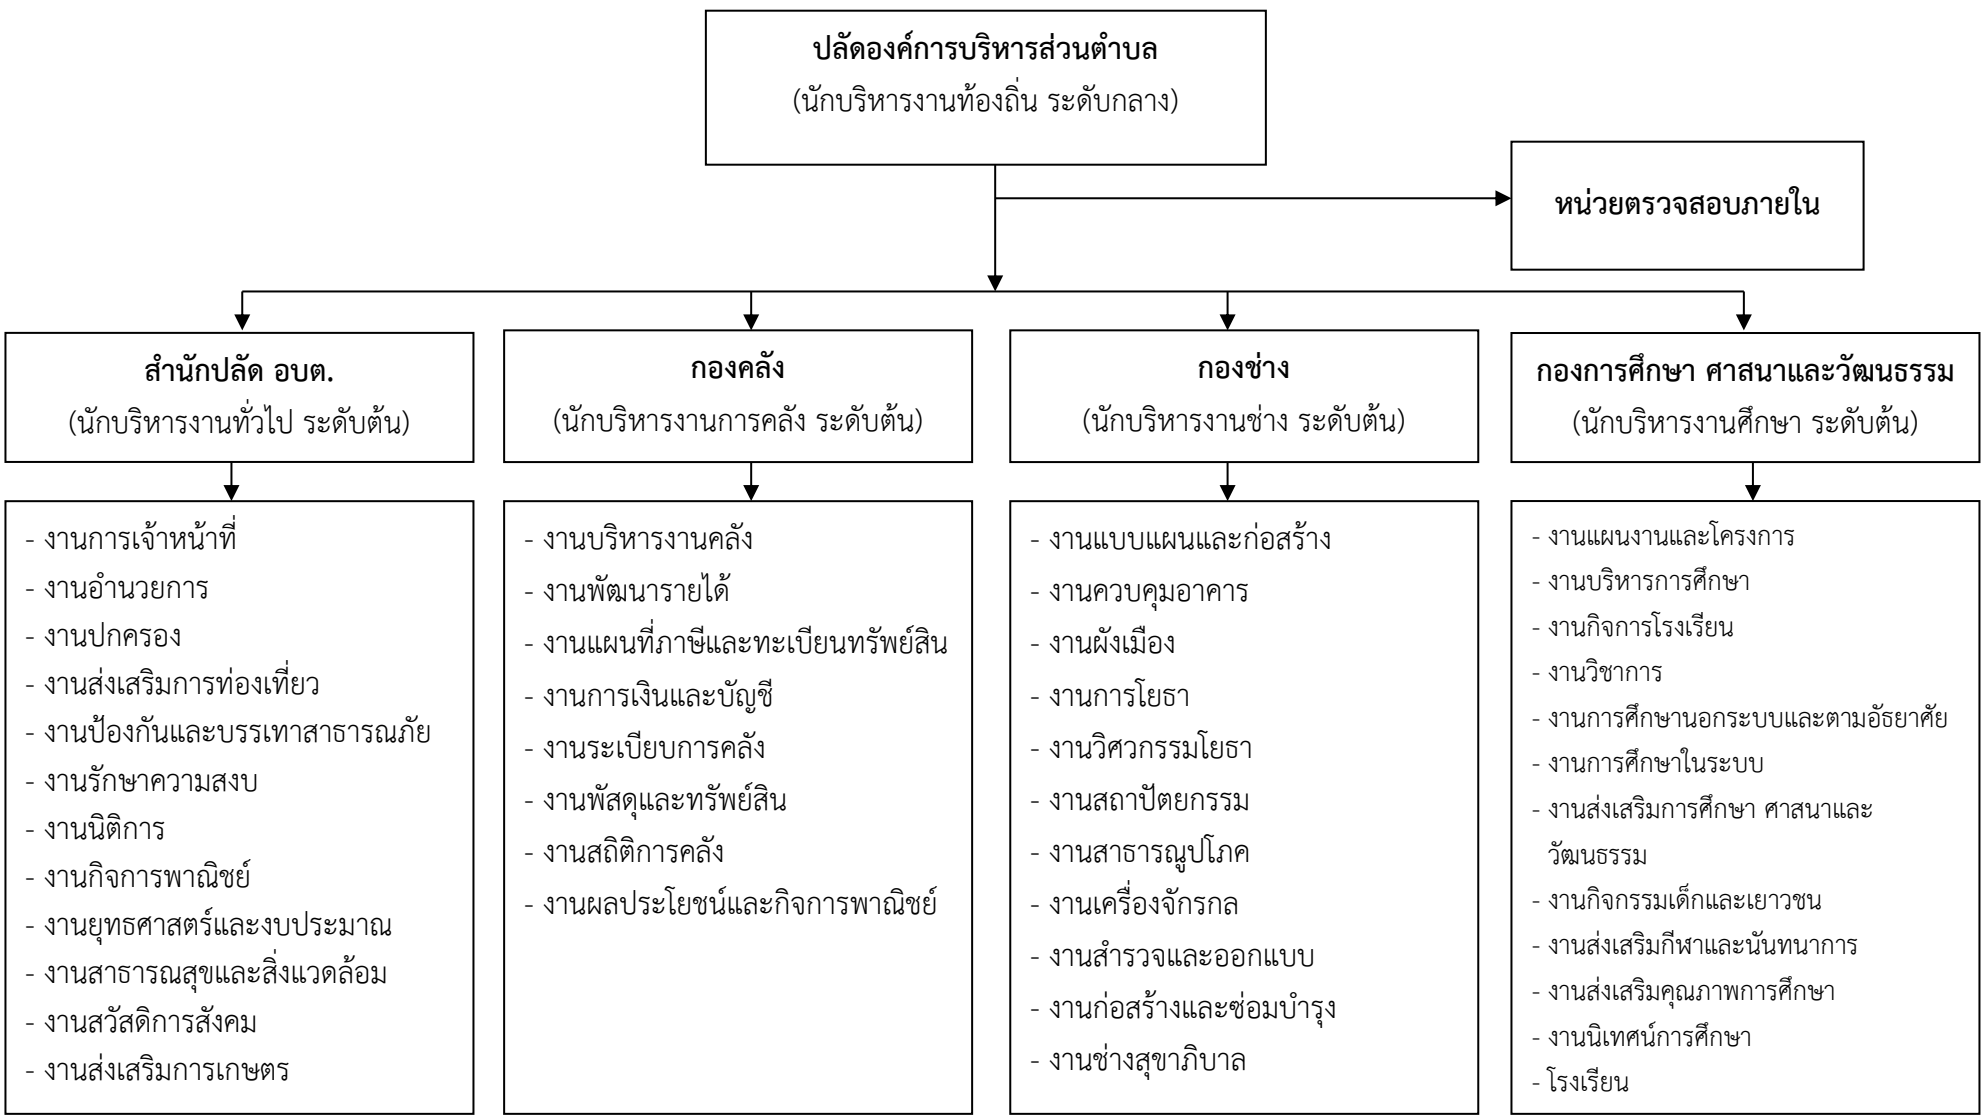 ปลัดองค์การบริหารส่วนตำบล
(นักบริหารงานท้องถิ่น ระดับกลาง)
หน่วยตรวจสอบภายใน
สำนักปลัด อบต.
(นักบริหารงานทั่วไป ระดับต้น)
- งานการเจ้าหน้าที่
- งานอำนวยการ
- งานปกครอง
- งานส่งเสริมการท่องเที่ยว
- งานป้องกันและบรรเทาสาธารณภัย
- งานรักษาความสงบ
- งานนิติการ
- งานกิจการพาณิชย์
- งานยุทธศาสตร์และงบประมาณ
- งานสาธารณสุขและสิ่งแวดล้อม
- งานสวัสดิการสังคม
- งานส่งเสริมการเกษตร
กองคลัง
(นักบริหารงานการคลัง ระดับต้น)
- งานบริหารงานคลัง
- งานพัฒนารายได้
- งานแผนที่ภาษีและทะเบียนทรัพย์สิน
- งานการเงินและบัญชี
- งานระเบียบการคลัง
- งานพัสดุและทรัพย์สิน
- งานสถิติการคลัง
- งานผลประโยชน์และกิจการพาณิชย์
กองช่าง
(นักบริหารงานช่าง ระดับต้น)
- งานแบบแผนและก่อสร้าง
- งานควบคุมอาคาร
- งานผังเมือง
- งานการโยธา
- งานวิศวกรรมโยธา
- งานสถาปัตยกรรม
- งานสาธารณูปโภค
- งานเครื่องจักรกล
- งานสำรวจและออกแบบ
- งานก่อสร้างและซ่อมบำรุง
- งานช่างสุขาภิบาล
กองการศึกษา ศาสนาและวัฒนธรรม
(นักบริหารงานศึกษา ระดับต้น)
- งานแผนงานและโครงการ
- งานบริหารการศึกษา
- งานกิจการโรงเรียน
- งานวิชาการ
- งานการศึกษานอกระบบและตามอัธยาศัย
- งานการศึกษาในระบบ
- งานส่งเสริมการศึกษา ศาสนาและ
วัฒนธรรม
- งานกิจกรรมเด็กและเยาวชน
- งานส่งเสริมกีฬาและนันทนาการ
- งานส่งเสริมคุณภาพการศึกษา
- งานนิเทศน์การศึกษา
- โรงเรียน